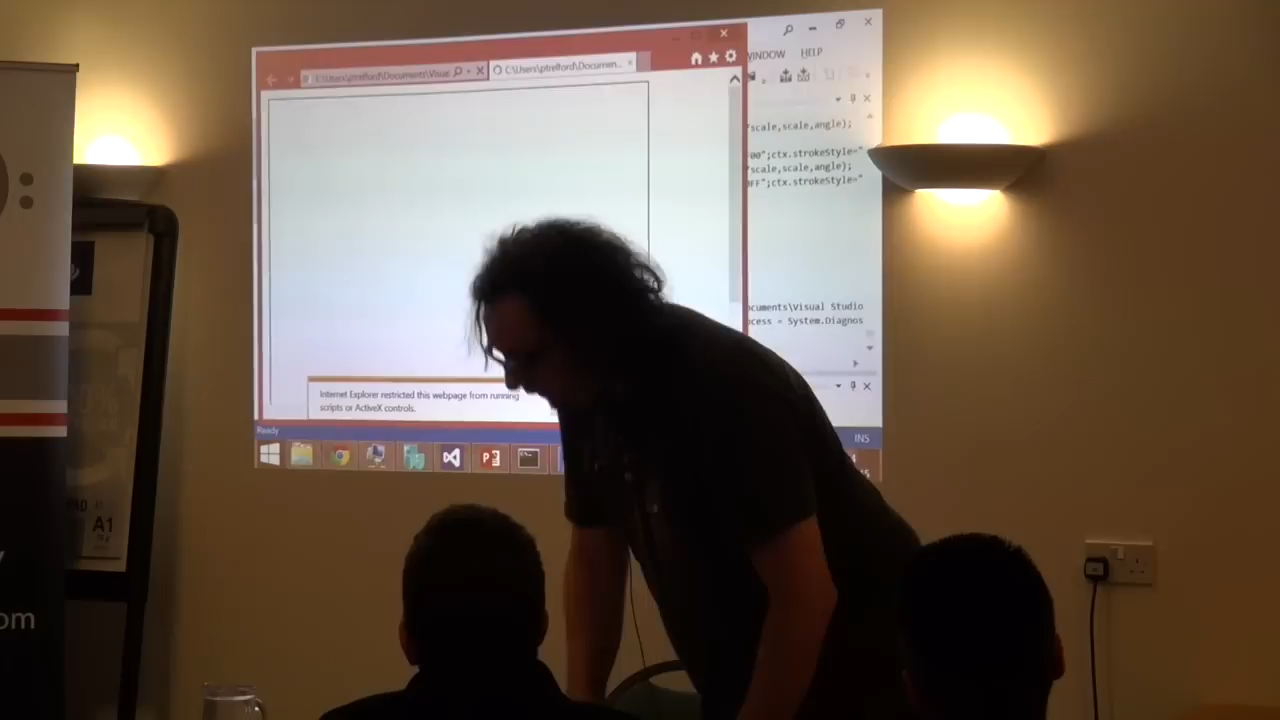 C:\Users\ptrelford\Documents\Visual
C:\Users\ptrelford\Documen...
WINDOW HELP
scale,scale,angle);
00";ctx.strokeStyle="
scale,scale,angle);
FF";ctx.strokeStyle="
ocuments\Visual Studio
ocess = System.Diagnos
Internet Explorer restricted this webpage from running
scripts or ActiveX controls.
Ready
INS
A1
om